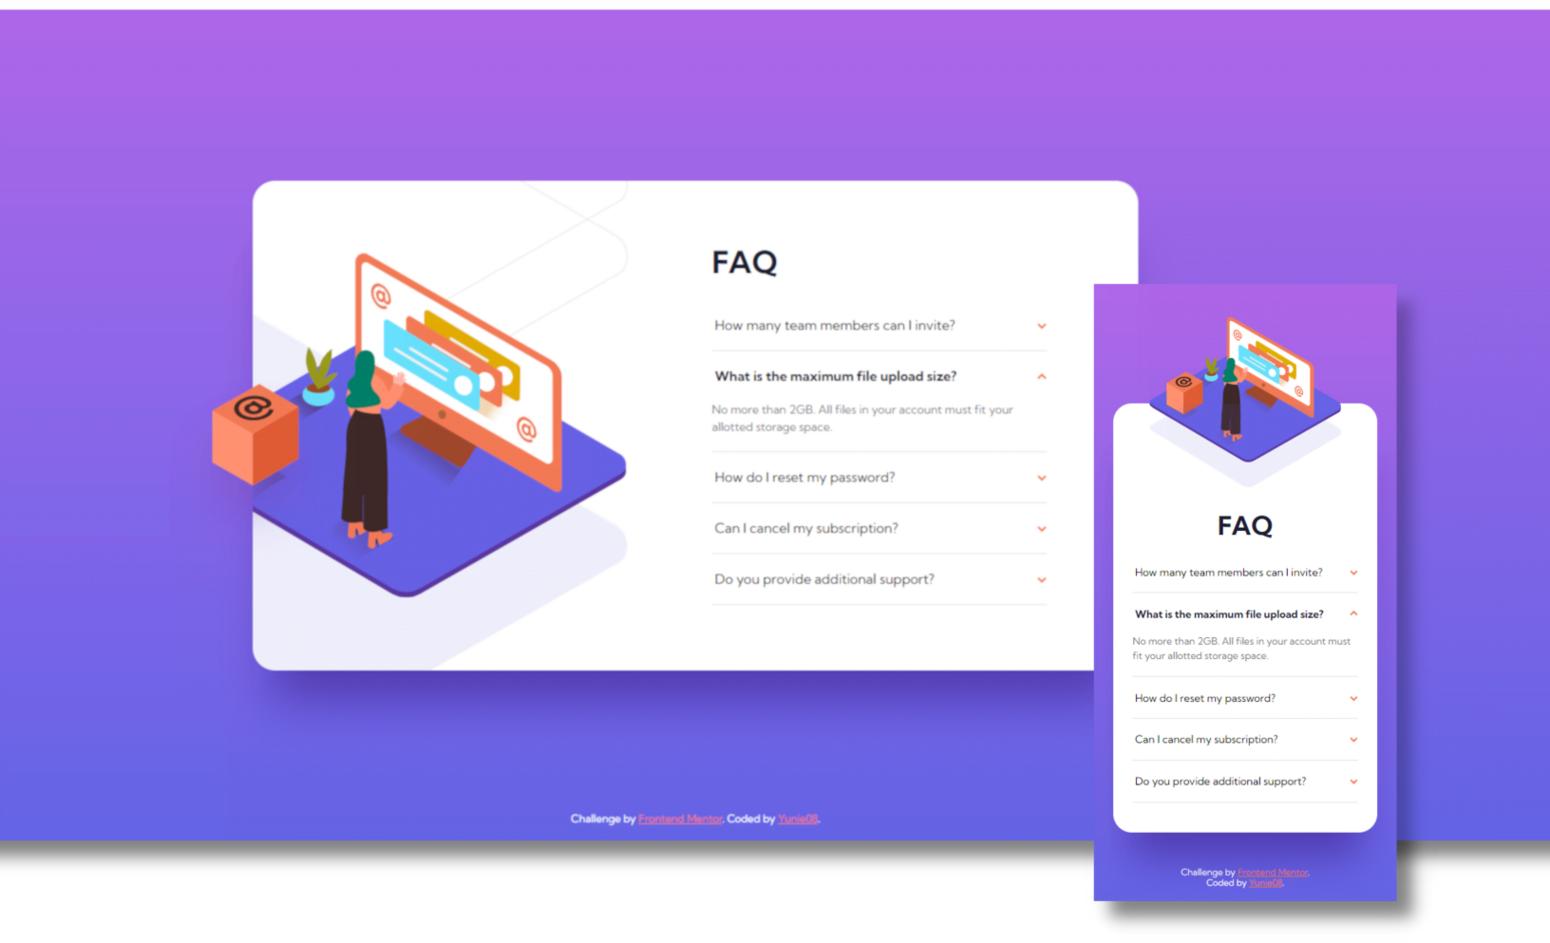 FAQ
How many team members can I invite?
What is the maximum file upload size?
No more than 2GB. All files in your account must fit your
allotted storage space.
How do I reset my password?
Can I cancel my subscription?
Do you provide additional support?
Challenge by Frontend Mentor. Coded by Yunie08.
@
@
@
FAQ
How many team members can I invite?
What is the maximum file upload size?
No more than 2GB. All files in your account must
fit your allotted storage space.
How do I reset my password?
Can I cancel my subscription?
Do you provide additional support?
Challenge by Frontend Mentor.
Coded by Yunie08.
@
@
@